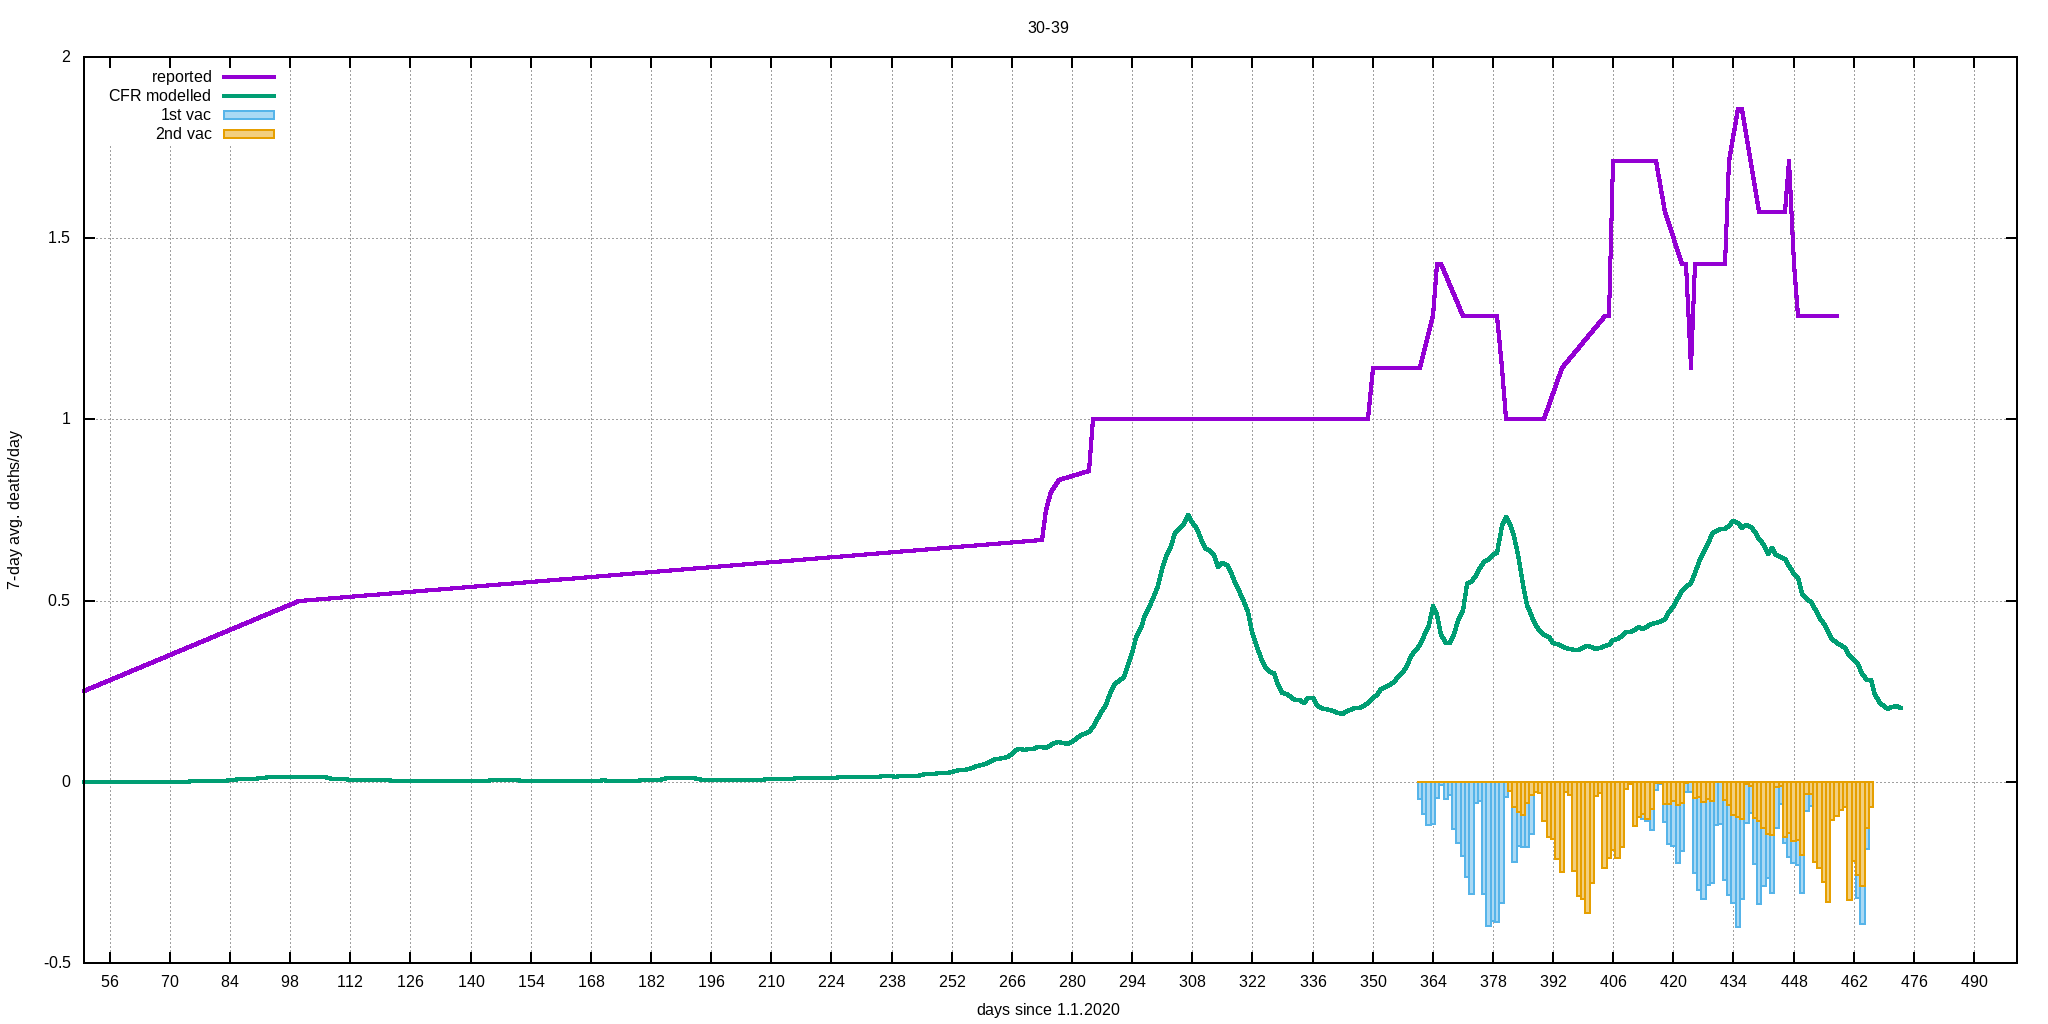 30-39
reported
CFR modelled
1st vac
2nd vac
7-day avg. deaths/day
2
1.5
1
0.5
0
-0.5
56 70 84 98 112 126 140 154 168 182 196 210 224 238 252 266 280 294 308 322 336 350 364 378 392 406 420 434 448 462 476 490
days since 1.1.2020